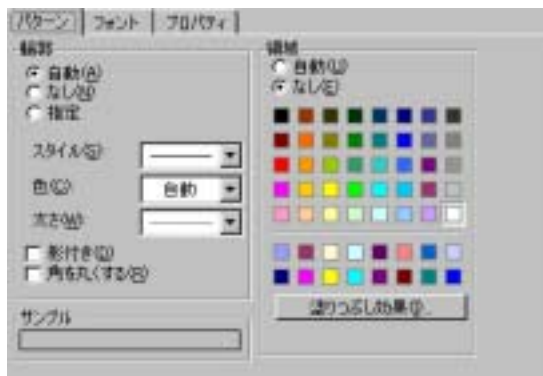 パターン フォント プロパティ
輪郭
自動(A)
なし(N)
指定
スタイル(S):
色(C): 自動
太さ(W):
影付き(D)
角を丸くする(R)
サンプル
領域
自動(U)
なし(E)
塗りつぶし効果(I)...